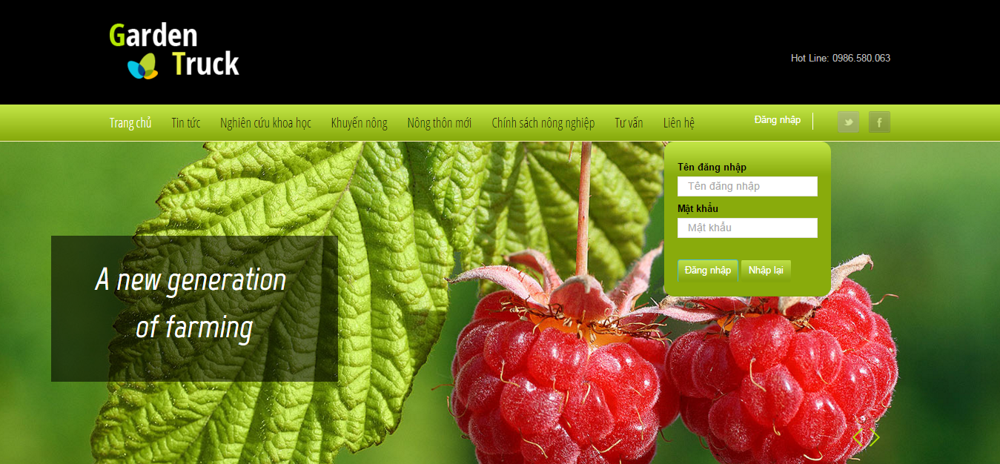 Garden
Truck
Hot Line: 0986.580.063
Trang chủ Tin tức Nghiên cứu khoa học Khuyến nông Nông thôn mới Chính sách nông nghiệp Tư vấn Liên hệ Đăng nhập
Tên đăng nhập
Tên đăng nhập
Mật khẩu
Mật khẩu
Đăng nhập Nhập lại
A new generation
of farming